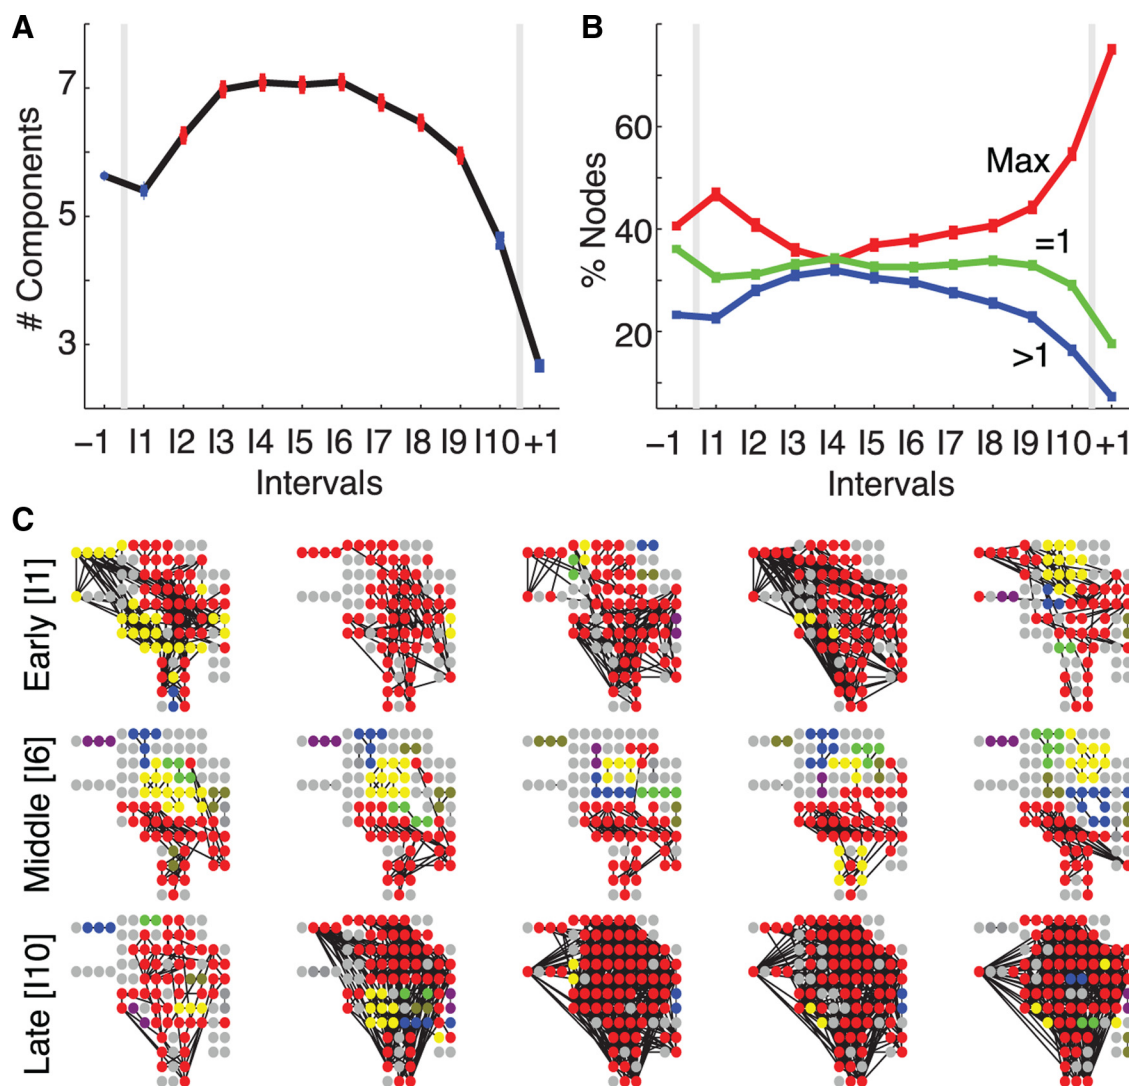 A
B
7
5
3
# Components
−1 I1 I2 I3 I4 I5 I6 I7 I8 I9 I10 +1
Intervals
60
40
20
% Nodes
Max
=1
>1
−1 I1 I2 I3 I4 I5 I6 I7 I8 I9 I10 +1
Intervals
C
Early [I1]
Middle [I6]
Late [I10]